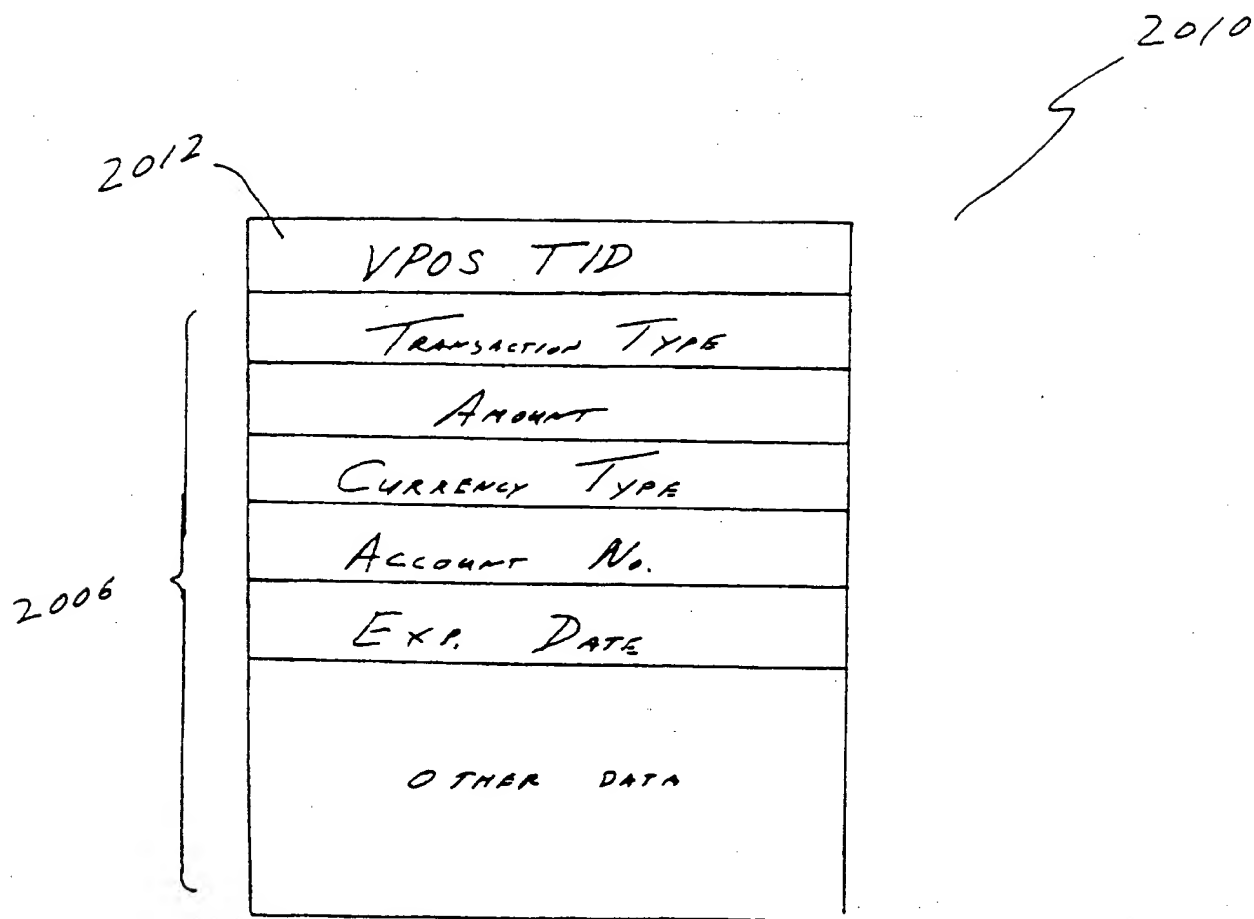 2010
2012
VPOS TID
TRANSACTION TYPE
AMOUNT
CURRENCY TYPE
ACCOUNT NO.
2006
EXP. DATE
OTHER DATA